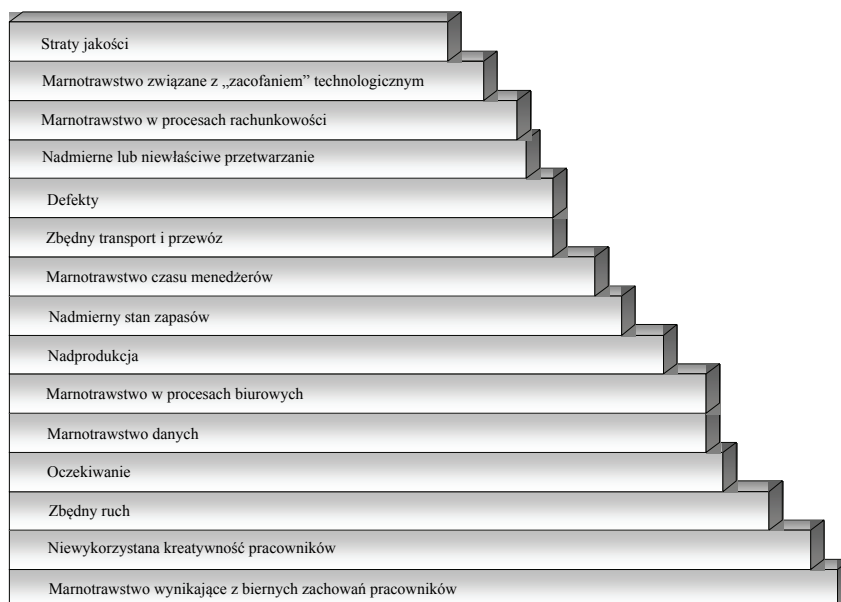 Straty jakości
Marnotrawstwo związane z „zacofaniem” technologicznym
Marnotrawstwo w procesach rachunkowości
Nadmierne lub niewłaściwe przetwarzanie
Defekty
Zbędny transport i przewóz
Marnotrawstwo czasu menedżerów
Nadmierny stan zapasów
Nadprodukcja
Marnotrawstwo w procesach biurowych
Marnotrawstwo danych
Oczekiwanie
Zbędny ruch
Niewykorzystana kreatywność pracowników
Marnotrawstwo wynikające z biernych zachowań pracowników